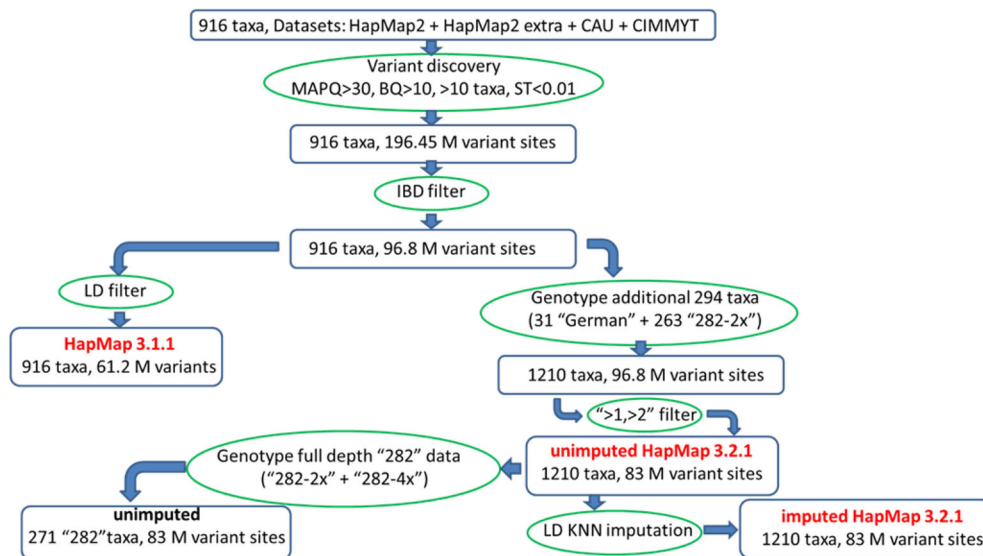 916 taxa, Datasets: HapMap2 + HapMap2 extra + CAU + CIMMYT
Variant discovery
MAPQ>30, BQ>10, >10 taxa, ST<0.01
916 taxa, 196.45 M variant sites
IBD filter
916 taxa, 96.8 M variant sites
LD filter
HapMap 3.1.1
916 taxa, 61.2 M variants
Genotype additional 294 taxa
(31 “German” + 263 “282-2x”)
1210 taxa, 96.8 M variant sites
“>1,>2” filter
unimputed HapMap 3.2.1
1210 taxa, 83 M variant sites
Genotype full depth “282” data
(“282-2x” + “282-4x”)
unimputed
271 “282”taxa, 83 M variant sites
LD KNN imputation
imputed HapMap 3.2.1
1210 taxa, 83 M variant sites